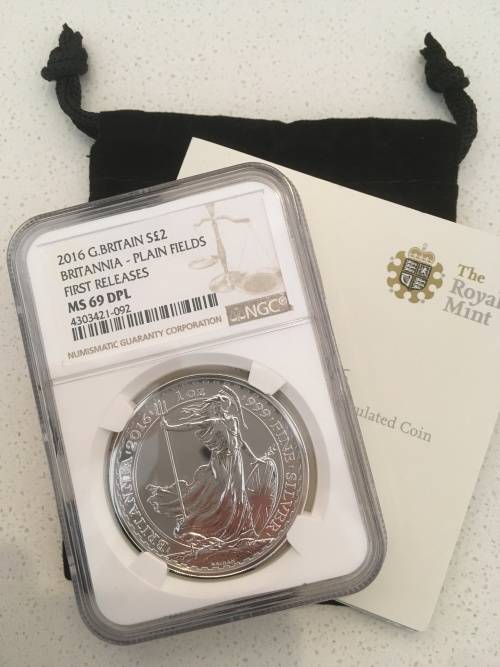 2016 G.BRITAIN S£2
BRITANNIA - PLAIN FIELDS
FIRST RELEASES
MS 69 DPL
4303421-092
NGC®
NUMISMATIC GUARANTY CORPORATION
BRITANNIA · 2016 · 1 OZ · 999 FINE SILVER
NATHAN
The
Royal
Mint
ulated Coin